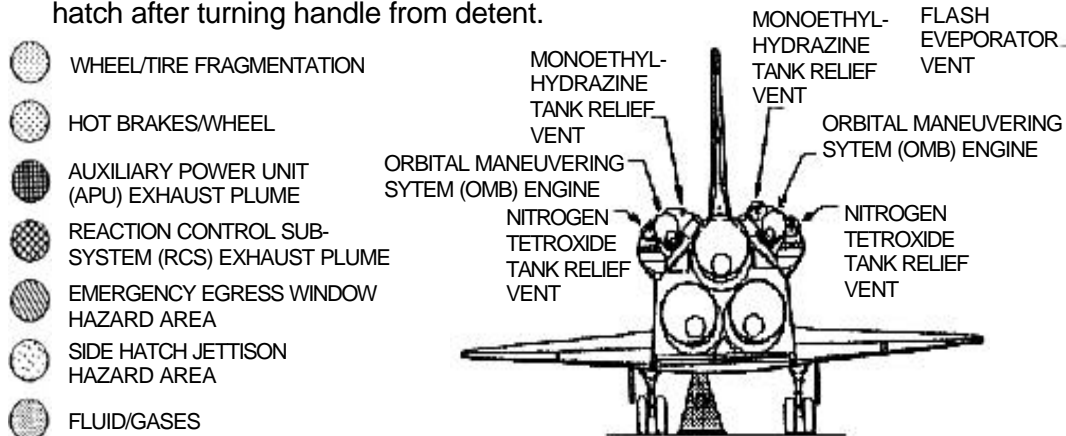 hatch after turning handle from detent.
WHEEL/TIRE FRAGMENTATION
HOT BRAKES/WHEEL
AUXILIARY POWER UNIT
(APU) EXHAUST PLUME
REACTION CONTROL SUB-
SYSTEM (RCS) EXHAUST PLUME
EMERGENCY EGRESS WINDOW
HAZARD AREA
SIDE HATCH JETTISON
HAZARD AREA
FLUID/GASES
MONOETHYL-
HYDRAZINE
TANK RELIEF
VENT
ORBITAL MANEUVERING
SYTEM (OMB) ENGINE
NITROGEN
TETROXIDE
TANK RELIEF
VENT
MONOETHYL-
HYDRAZINE
TANK RELIEF
VENT
FLASH
EVEPORATOR
VENT
ORBITAL MANEUVERING
SYTEM (OMB) ENGINE
NITROGEN
TETROXIDE
TANK RELIEF
VENT